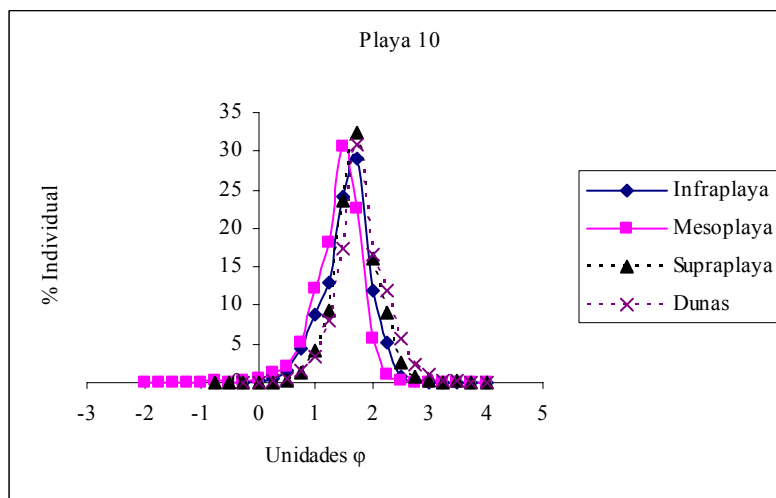 Playa 10
% Individual
35
30
25
20
15
10
5
0
-3 -2 -1 0 1 2 3 4 5
Unidades φ
Infraplaya
Mesoplaya
Supraplaya
Dunas